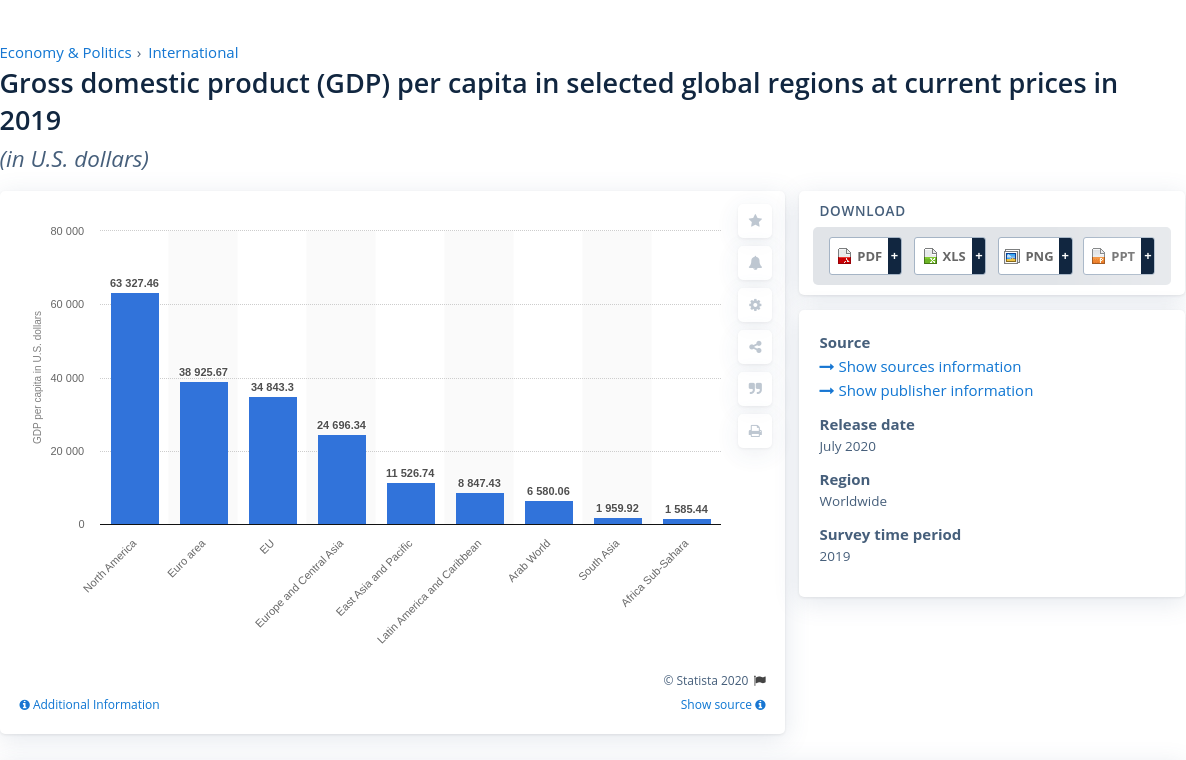 Economy & Politics › International
Gross domestic product (GDP) per capita in selected global regions at current prices in
2019
(in U.S. dollars)
GDP per capita in U.S. dollars
80 000
60 000
40 000
20 000
0
63 327.46
38 925.67
34 843.3
24 696.34
11 526.74
8 847.43
6 580.06
1 959.92
1 585.44
North America
Euro area
EU
Europe and Central Asia
East Asia and Pacific
Latin America and Caribbean
Arab World
South Asia
Africa Sub-Sahara
© Statista 2020
Additional Information
Show source
DOWNLOAD
PDF +
XLS +
PNG +
PPT +
Source
Show sources information
Show publisher information
Release date
July 2020
Region
Worldwide
Survey time period
2019